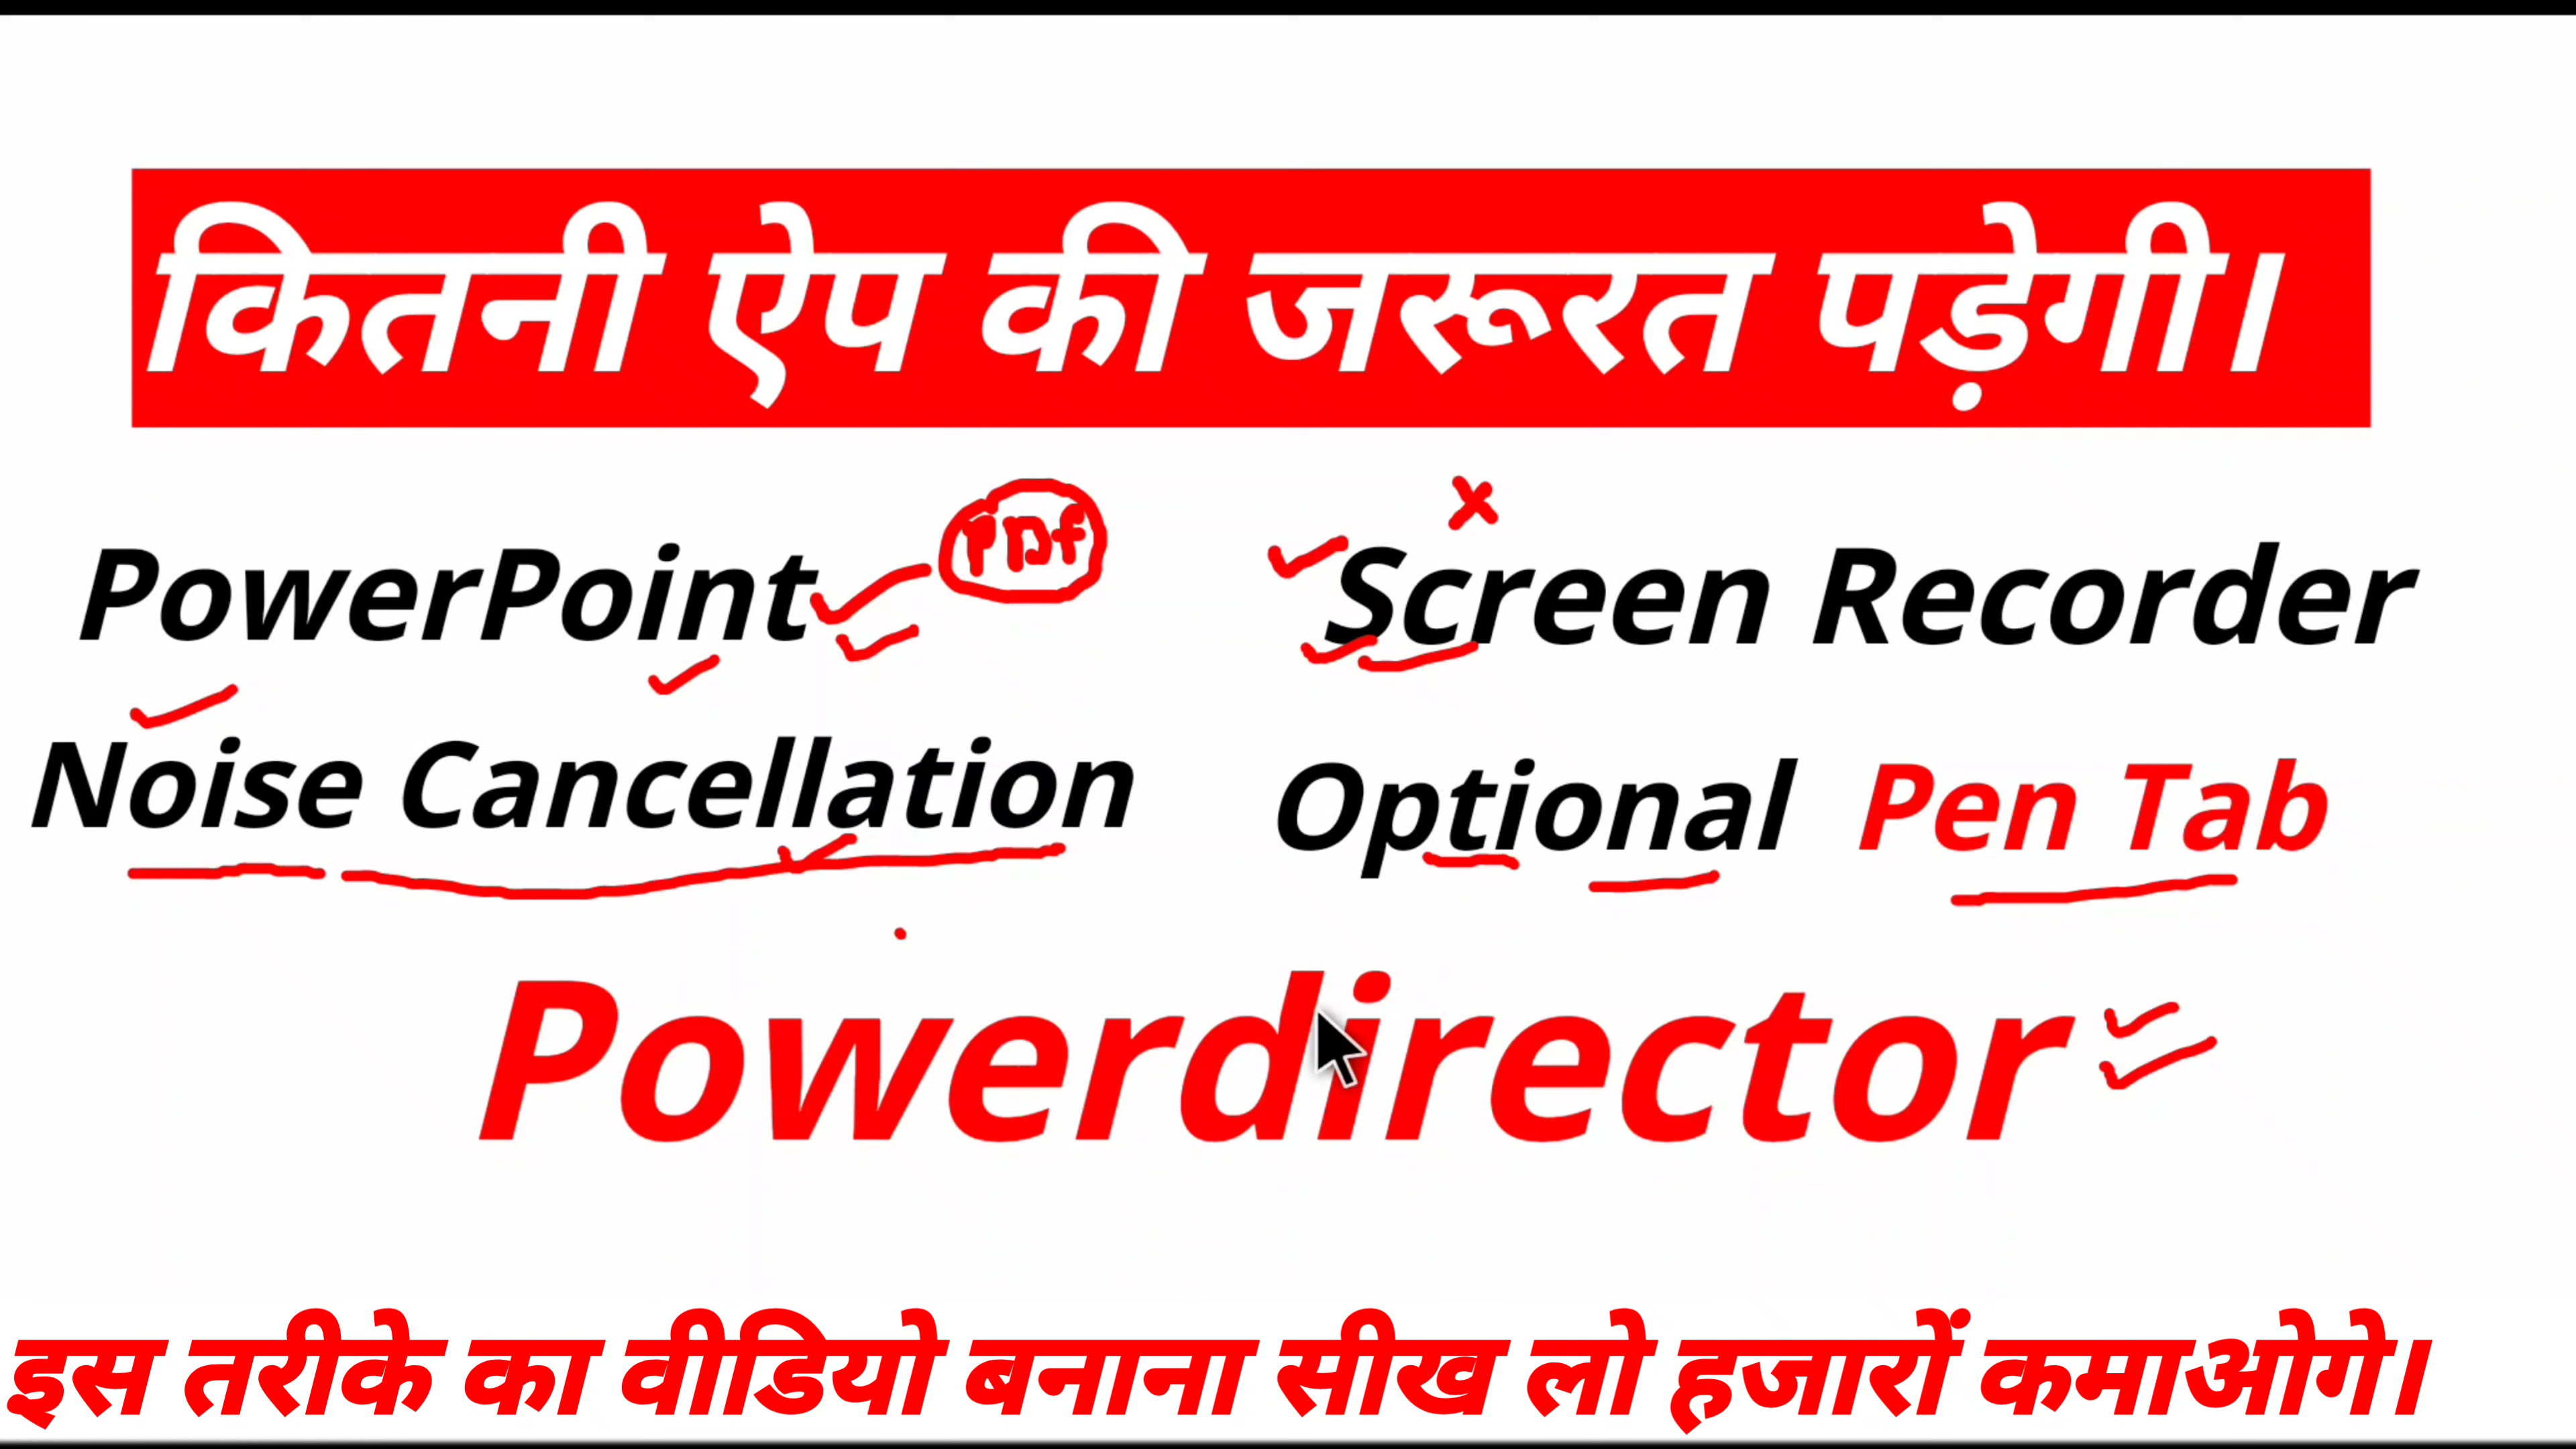 कितनी ऐप की जरूरत पड़ेगी।
PowerPoint PDf Screen Recorder
Noise Cancellation Optional Pen Tab
Powerdirector
इस तरीके का वीडियो बनाना सीख लो हजारों कमाओगे।